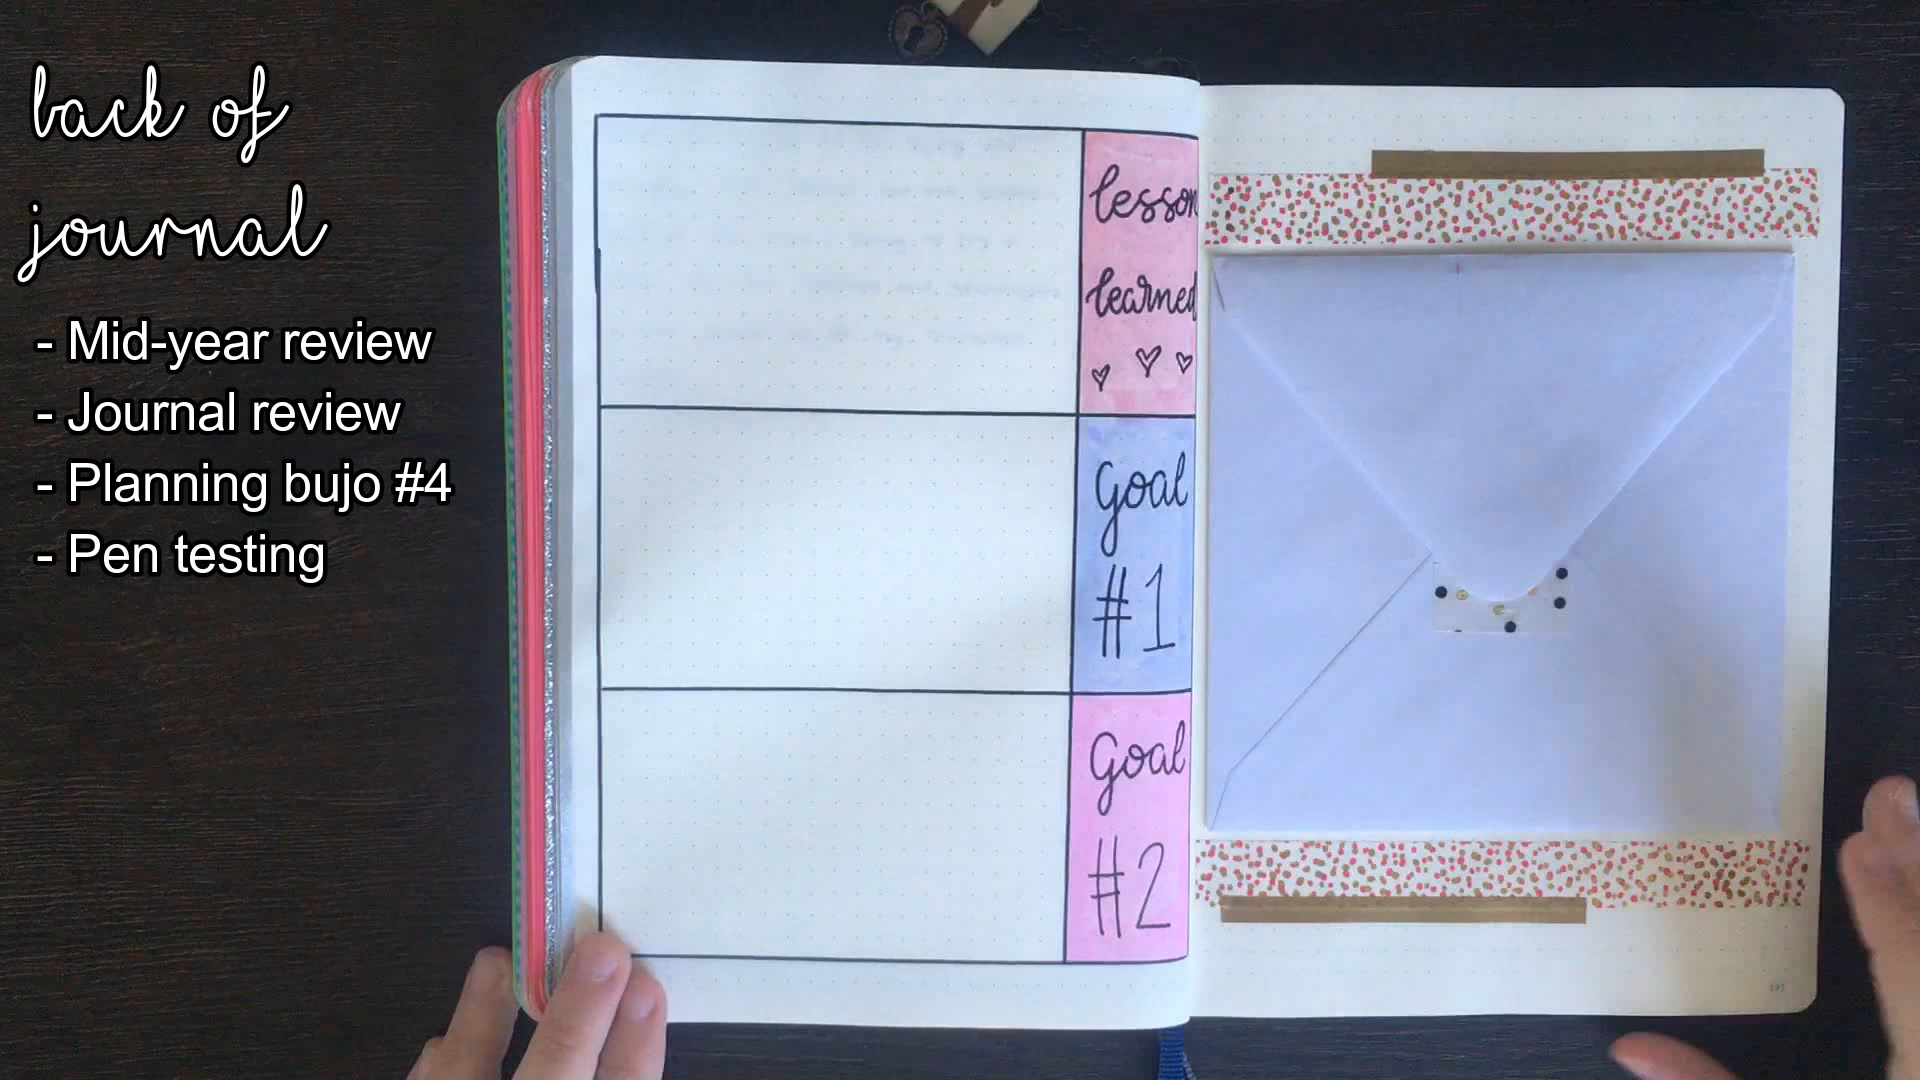 back of
journal
- Mid-year review
- Journal review
- Planning bujo #4
- Pen testing
lesson
learned
Goal
#1
Goal
#2